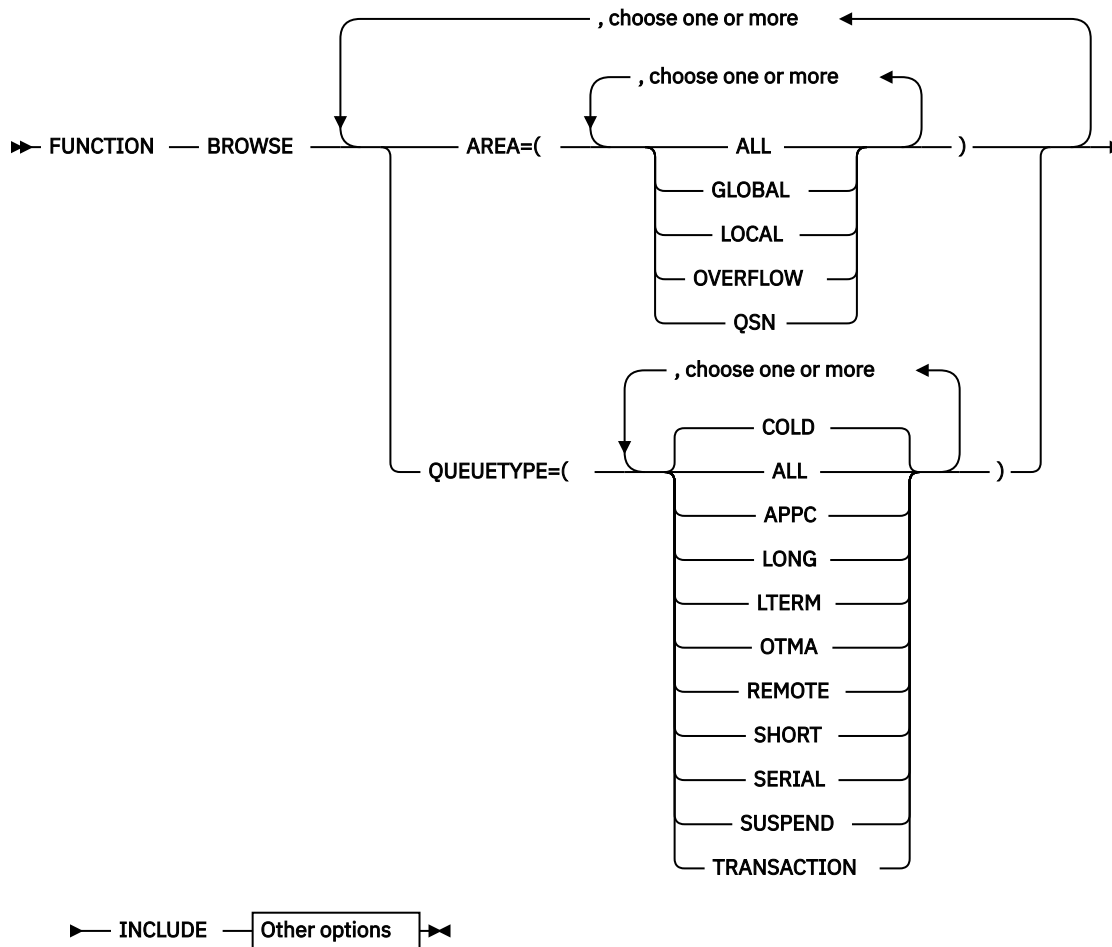 , choose one or more
, choose one or more
FUNCTION BROWSE AREA=( ALL )
GLOBAL
LOCAL
OVERFLOW
QSN
, choose one or more
COLD
QUEUETYPE=( ALL )
APPC
LONG
LTERM
OTMA
REMOTE
SHORT
SERIAL
SUSPEND
TRANSACTION
INCLUDE Other options